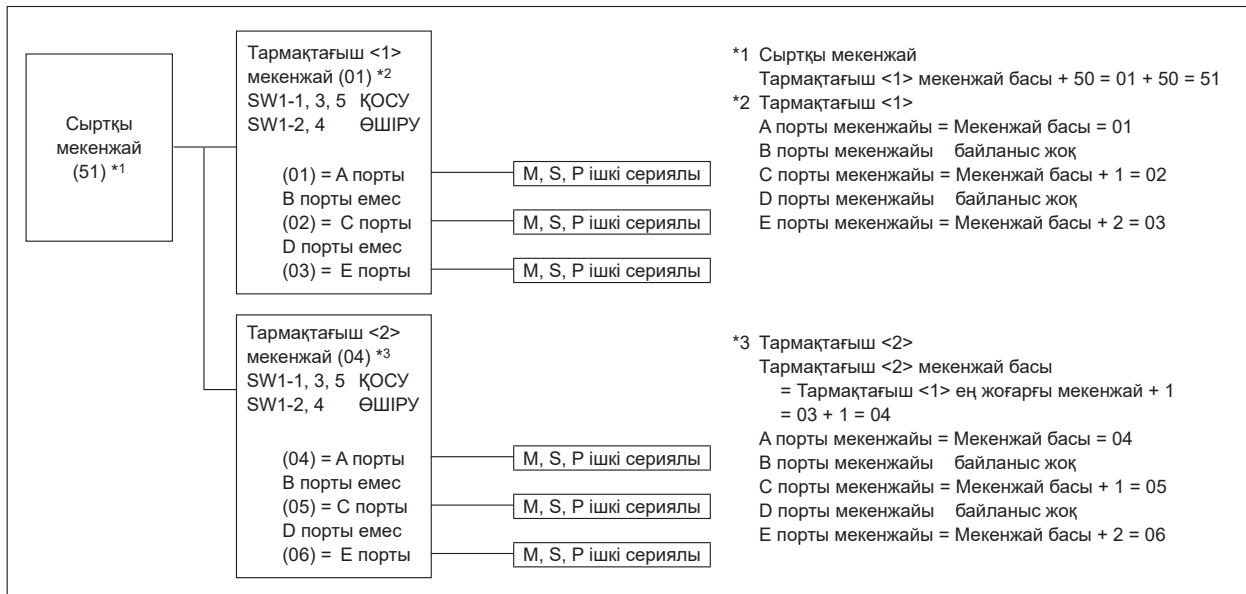 Сыртқы
мекенжай
(51) *1
Тармақтағыш <1>
мекенжай (01) *2
SW1-1, 3, 5 ҚОСУ
SW1-2, 4 ӨШІРУ
(01) = А порты
В порты емес
(02) = С порты
D порты емес
(03) = Е порты
M, S, P ішкі сериялы
M, S, P ішкі сериялы
M, S, P ішкі сериялы
*1 Сыртқы мекенжай
Тармақтағыш <1> мекенжай басы + 50 = 01 + 50 = 51
*2 Тармақтағыш <1>
А порты мекенжайы = Мекенжай басы = 01
В порты мекенжайы байланыс жоқ
С порты мекенжайы = Мекенжай басы + 1 = 02
D порты мекенжайы байланыс жоқ
Е порты мекенжайы = Мекенжай басы + 2 = 03
Тармақтағыш <2>
мекенжай (04) *3
SW1-1, 3, 5 ҚОСУ
SW1-2, 4 ӨШІРУ
(04) = А порты
В порты емес
(05) = С порты
D порты емес
(06) = Е порты
M, S, P ішкі сериялы
M, S, P ішкі сериялы
M, S, P ішкі сериялы
*3 Тармақтағыш <2>
Тармақтағыш <2> мекенжай басы
= Тармақтағыш <1> ең жоғарғы мекенжай + 1
= 03 + 1 = 04
А порты мекенжайы = Мекенжай басы = 04
В порты мекенжайы байланыс жоқ
С порты мекенжайы = Мекенжай басы + 1 = 05
D порты мекенжайы байланыс жоқ
Е порты мекенжайы = Мекенжай басы + 2 = 06